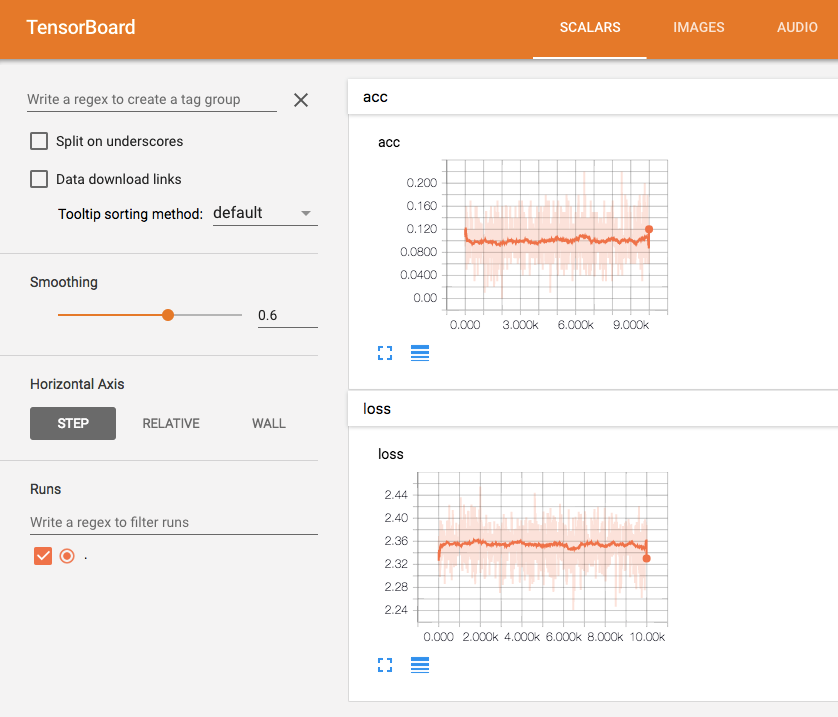 TensorBoard
SCALARS IMAGES AUDIO
Write a regex to create a tag group
Split on underscores
Data download links
Tooltip sorting method: default
Smoothing
0.6
Horizontal Axis
STEP RELATIVE WALL
Runs
Write a regex to filter runs
.
acc
acc
0.200
0.160
0.120
0.0800
0.0400
0.00
0.000 3.000k 6.000k 9.000k
loss
loss
2.44
2.40
2.36
2.32
2.28
2.24
0.000 2.000k 4.000k 6.000k 8.000k 10.00k